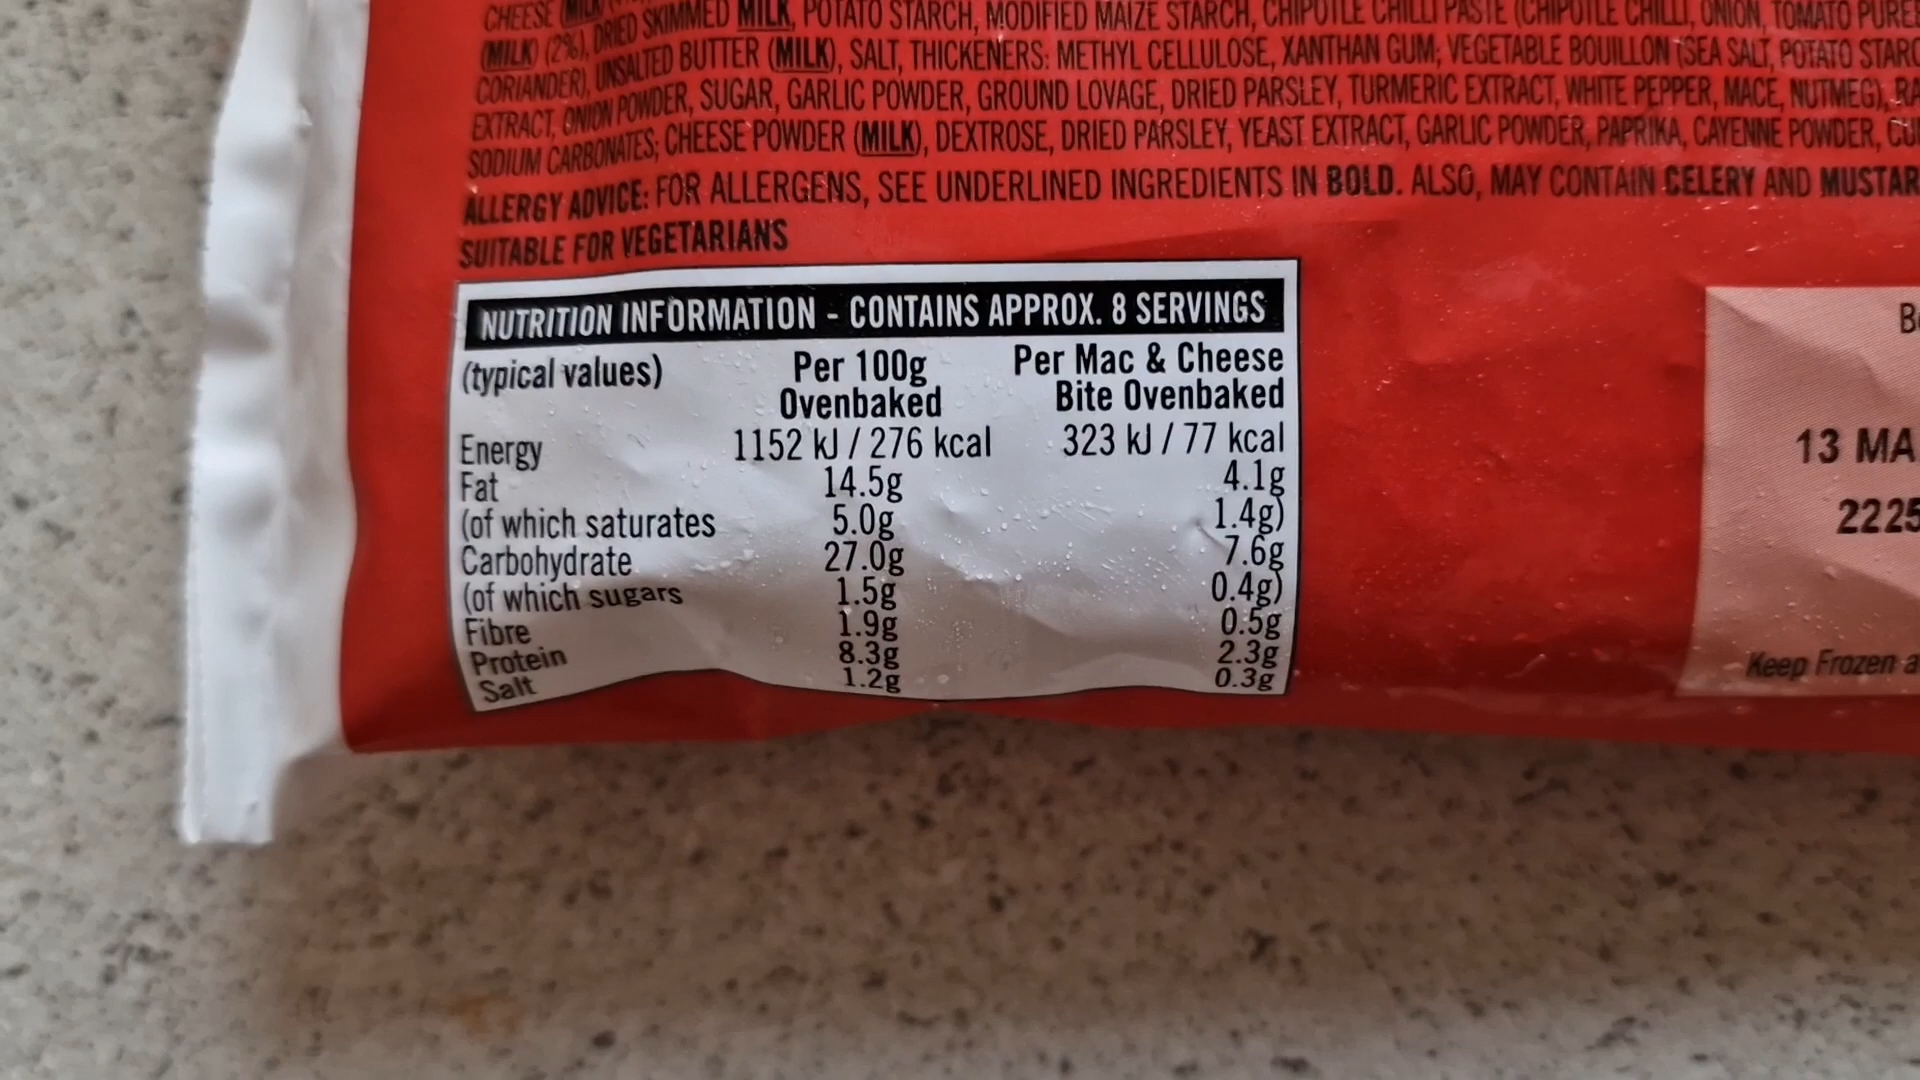 CHEESE
(MILK) (2%), DRIED SKIMMED MILK, POTATO STARCH, MODIFIED MAIZE STARCH, CHIPOTLE CHILLI PASTE (CHIPOTLE CHILLI, ONION, TOMATO PURE
CORIANDER), UNSALTED BUTTER (MILK), SALT, THICKENERS: METHYL CELLULOSE, XANTHAN GUM; VEGETABLE BOUILLON (SEA SALT, POTATO STARC
EXTRACT, ONION POWDER, SUGAR, GARLIC POWDER, GROUND LOVAGE, DRIED PARSLEY, TURMERIC EXTRACT, WHITE PEPPER, MACE, NUTMEG), RA
SODIUM CARBONATES; CHEESE POWDER (MILK), DEXTROSE, DRIED PARSLEY, YEAST EXTRACT, GARLIC POWDER, PAPRIKA, CAYENNE POWDER, CU
ALLERGY ADVICE: FOR ALLERGENS, SEE UNDERLINED INGREDIENTS IN BOLD. ALSO, MAY CONTAIN CELERY AND MUSTAR
SUITABLE FOR VEGETARIANS
NUTRITION INFORMATION - CONTAINS APPROX. 8 SERVINGS
(typical values) Per 100g Per Mac & Cheese
Ovenbaked Bite Ovenbaked
Energy 1152 kJ / 276 kcal 323 kJ / 77 kcal
Fat 14.5g 4.1g
(of which saturates 5.0g 1.4g)
Carbohydrate 27.0g 7.6g
(of which sugars 1.5g 0.4g)
Fibre 1.9g 0.5g
Protein 8.3g 2.3g
Salt 1.2g 0.3g
B
13 MA
2225
Keep Frozen a